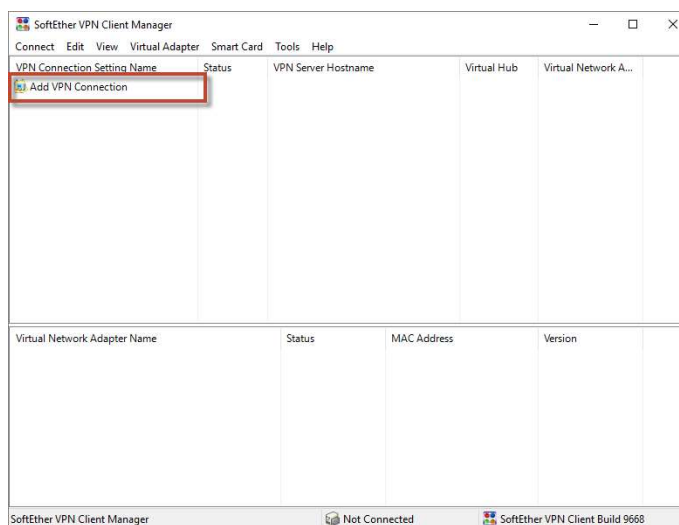 SoftEther VPN Client Manager
Connect Edit View Virtual Adapter Smart Card Tools Help
VPN Connection Setting Name Status VPN Server Hostname Virtual Hub Virtual Network A...
Add VPN Connection
Virtual Network Adapter Name Status MAC Address Version
SoftEther VPN Client Manager Not Connected SoftEther VPN Client Build 9668